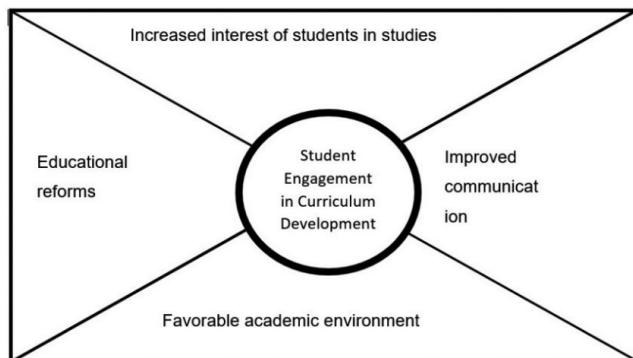 Increased interest of students in studies
Educational
reforms
Student
Engagement
in Curriculum
Development
Improved
communicat
ion
Favorable academic environment